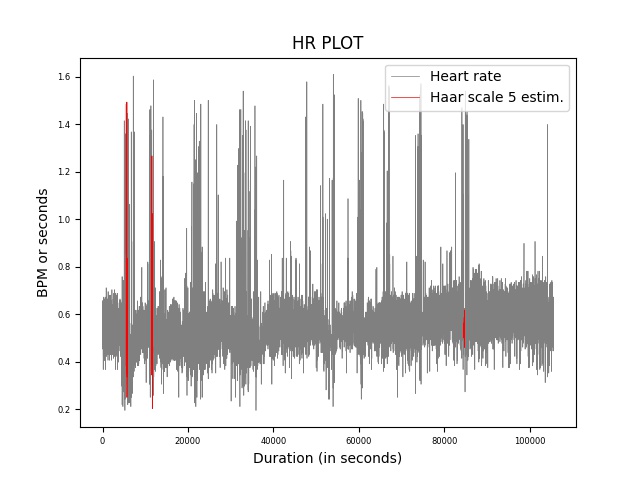 HR PLOT
Heart rate
Haar scale 5 estim.
BPM or seconds
1.6
1.4
1.2
1.0
0.8
0.6
0.4
0.2
0 20000 40000 60000 80000 100000
Duration (in seconds)